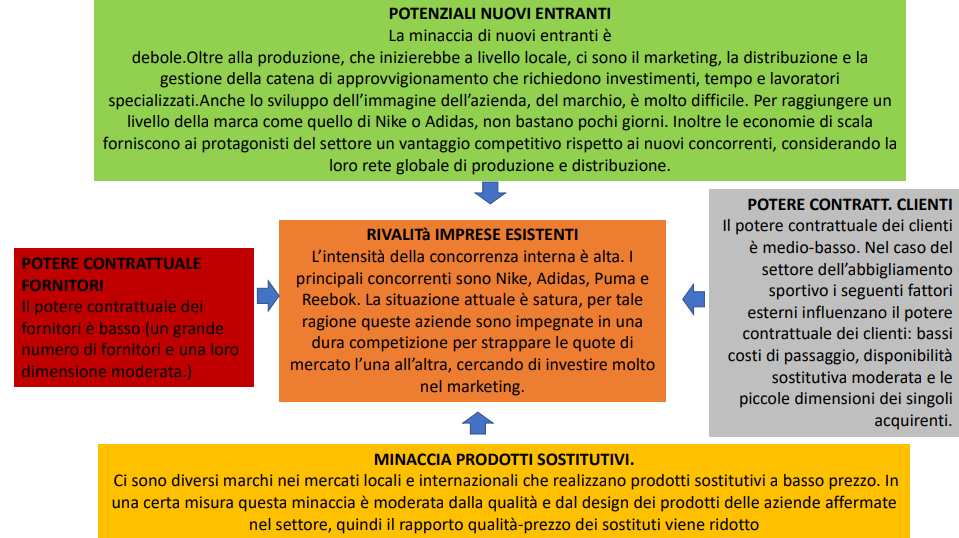 POTENZIALI NUOVI ENTRANTI
La minaccia di nuovi entranti è
debole.Oltre alla produzione, che inizierebbe a livello locale, ci sono il marketing, la distribuzione e la
gestione della catena di approvvigionamento che richiedono investimenti, tempo e lavoratori
specializzati.Anche lo sviluppo dell’immagine dell’azienda, del marchio, è molto difficile. Per raggiungere un
livello della marca come quello di Nike o Adidas, non bastano pochi giorni. Inoltre le economie di scala
forniscono ai protagonisti del settore un vantaggio competitivo rispetto ai nuovi concorrenti, considerando la
loro rete globale di produzione e distribuzione.
POTERE CONTRATTUALE
FORNITORI
Il potere contrattuale dei
fornitori è basso (un grande
numero di fornitori e una loro
dimensione moderata.)
RIVALITà IMPRESE ESISTENTI
L’intensità della concorrenza interna è alta. I
principali concorrenti sono Nike, Adidas, Puma e
Reebok. La situazione attuale è satura, per tale
ragione queste aziende sono impegnate in una
dura competizione per strappare le quote di
mercato l’una all’altra, cercando di investire molto
nel marketing.
POTERE CONTRATT. CLIENTI
Il potere contrattuale dei clienti
è medio-basso. Nel caso del
settore dell’abbigliamento
sportivo i seguenti fattori
esterni influenzano il potere
contrattuale dei clienti: bassi
costi di passaggio, disponibilità
sostitutiva moderata e le
piccole dimensioni dei singoli
acquirenti.
MINACCIA PRODOTTI SOSTITUTIVI.
Ci sono diversi marchi nei mercati locali e internazionali che realizzano prodotti sostitutivi a basso prezzo. In
una certa misura questa minaccia è moderata dalla qualità e dal design dei prodotti delle aziende affermate
nel settore, quindi il rapporto qualità-prezzo dei sostituti viene ridotto